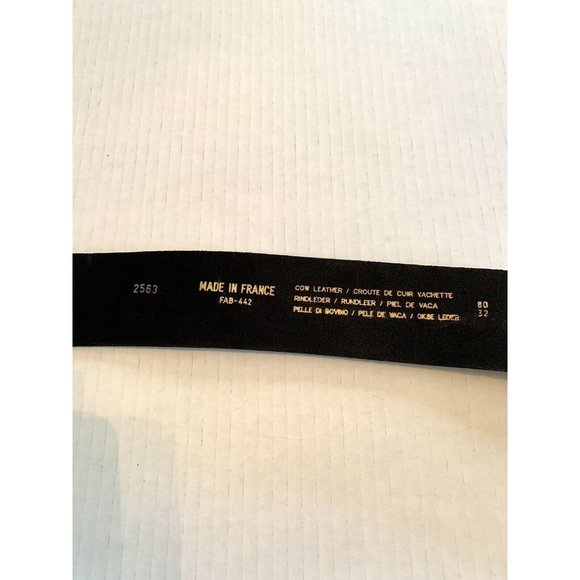 2563
MADE IN FRANCE
FAB-442
COW LEATHER / CROUTE DE CUIR VACHETTE
RINDLEDER / RUNDLEER / PIEL DE VACA
PELLE DI BOVINO / PELE DE VACA / OKSE LEDER
80
32